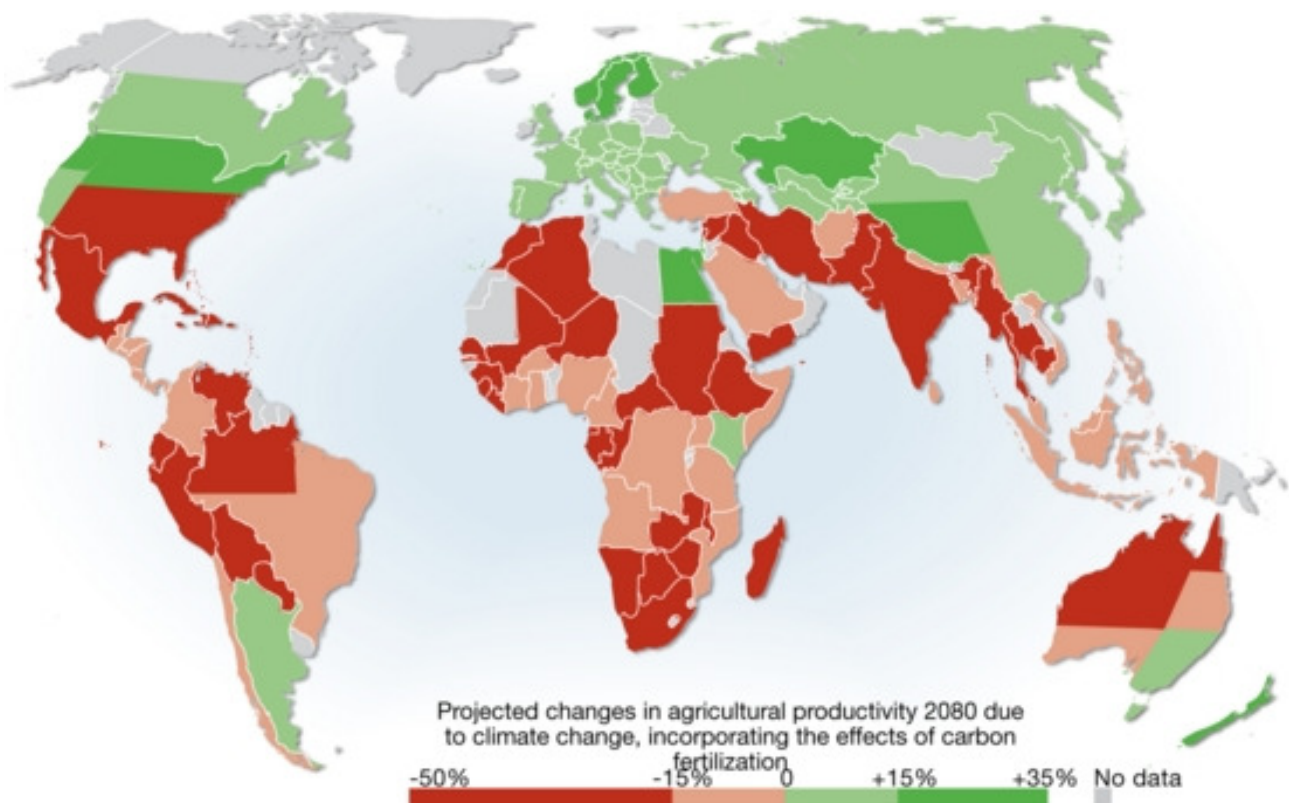 Projected changes in agricultural productivity 2080 due
to climate change, incorporating the effects of carbon
fertilization
-50% -15% 0 +15% +35% No data